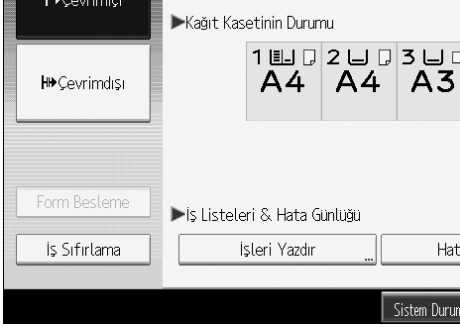 Çevrimiçi
Kağıt Kasetinin Durumu
1 2 3
A4 A4 A3
Çevrimdışı
Form Besleme
İş Listeleri & Hata Günlüğü
İş Sıfırlama
İşleri Yazdır ...
Hat
Sistem Durum